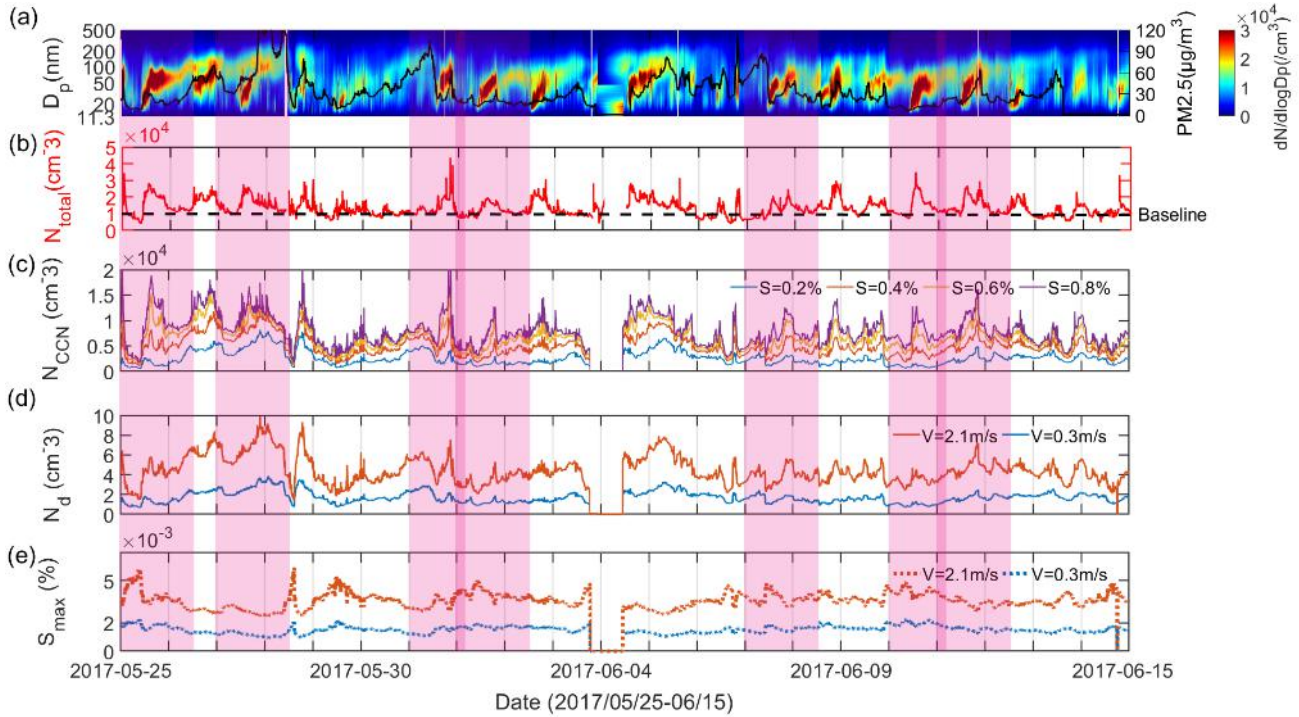 (a)
500
200
100
50
20
11.3
D_p(nm)
120
90
60
30
0
PM2.5(μg/m³)
×10⁴
3
2
1
0
dN/dlogDp(/cm³)
(b)
×10⁴
5
4
3
2
1
0
N_total(cm⁻3)
Baseline
(c)
×10⁴
2
1.5
1
0.5
0
N_CCN (cm⁻3)
S=0.2% S=0.4% S=0.6% S=0.8%
(d)
10
8
6
4
2
0
N_d (cm⁻3)
V=2.1m/s V=0.3m/s
(e)
×10⁻³
5
2
0
S_max (%)
V=2.1m/s V=0.3m/s
2017-05-25 2017-05-30 2017-06-04 2017-06-09 2017-06-15
Date (2017/05/25-06/15)